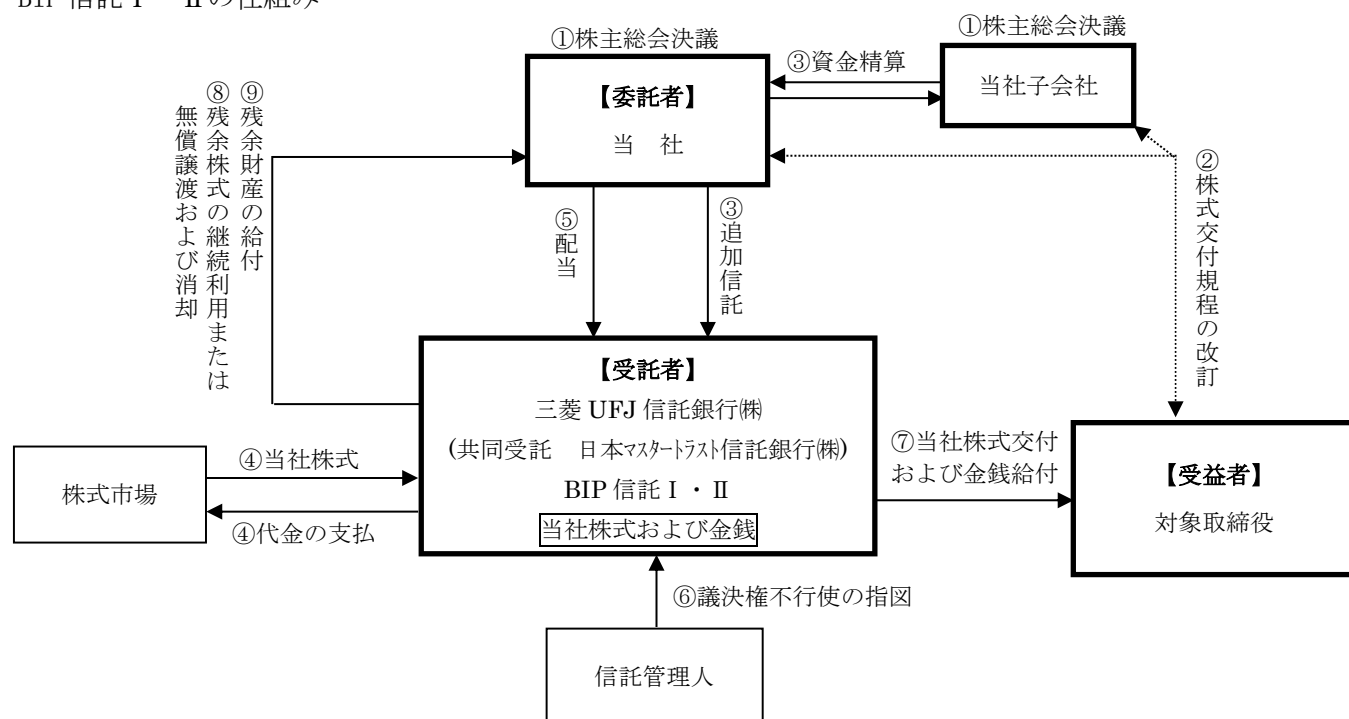 BIP 信託Ⅰ・Ⅱの仕組み
①株主総会決議
①株主総会決議
【委託者】
当　社
③資金精算
当社子会社
⑨残余財産の給付
⑧残余株式の継続利用または
無償譲渡および消却
⑤配当
③追加信託
②株式交付規程の改訂
【受託者】
三菱 UFJ 信託銀行㈱
(共同受託　日本マスタートラスト信託銀行㈱)
BIP 信託Ⅰ・Ⅱ
当社株式および金銭
株式市場
④当社株式
④代金の支払
⑦当社株式交付
および金銭給付
【受益者】
対象取締役
⑥議決権不行使の指図
信託管理人